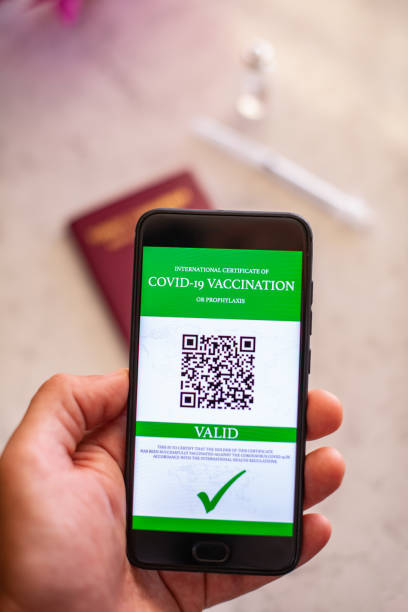 INTERNATIONAL CERTIFICATE OF
COVID-19 VACCINATION
OR PROPHYLAXIS
VALID
THIS IS TO CERTIFY THAT THE HOLDER OF THIS CERTIFICATE
HAS BEEN SUCCESSFULLY VACCINATED AGAINST THE CORONAVIRUS COVID-19 IN
ACCORDANCE WITH THE INTERNATIONAL HEALTH REGULATIONS.